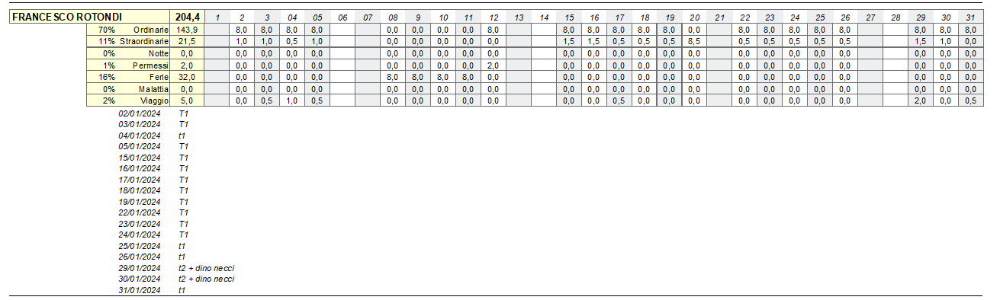 FRANCESCO ROTONDI 204,4 1 2 3 04 05 06 07 08 9 10 11 12 13 14 15 16 17 18 19 20 21 22 23 24 25 26 27 28 29 30 31
70% Ordinarie 143,9 8,0 8,0 8,0 8,0 0,0 0,0 0,0 0,0 8,0 8,0 8,0 8,0 8,0 8,0 0,0 8,0 8,0 8,0 8,0 8,0 8,0 8,0 8,0
11% Straordinarie 21,5 1,0 1,0 0,5 1,0 0,0 0,0 0,0 0,0 0,0 1,5 1,5 0,5 0,5 0,5 8,5 0,5 0,5 0,5 0,5 0,5 1,5 1,0 0,0
0% Notte 0,0 0,0 0,0 0,0 0,0 0,0 0,0 0,0 0,0 0,0 0,0 0,0 0,0 0,0 0,0 0,0 0,0 0,0 0,0 0,0 0,0 0,0 0,0 0,0
1% Permessi 2,0 0,0 0,0 0,0 0,0 0,0 0,0 0,0 0,0 2,0 0,0 0,0 0,0 0,0 0,0 0,0 0,0 0,0 0,0 0,0 0,0 0,0 0,0 0,0
16% Ferie 32,0 0,0 0,0 0,0 0,0 8,0 8,0 8,0 8,0 0,0 0,0 0,0 0,0 0,0 0,0 0,0 0,0 0,0 0,0 0,0 0,0 0,0 0,0 0,0
0% Malattia 0,0 0,0 0,0 0,0 0,0 0,0 0,0 0,0 0,0 0,0 0,0 0,0 0,0 0,0 0,0 0,0 0,0 0,0 0,0 0,0 0,0 0,0 0,0 0,0
2% Viaggio 5,0 0,0 0,5 1,0 0,5 0,0 0,0 0,0 0,0 0,0 0,0 0,0 0,5 0,0 0,0 0,0 0,0 0,0 0,0 0,0 0,0 2,0 0,0 0,5
02/01/2024 T1
03/01/2024 T1
04/01/2024 t1
05/01/2024 T1
15/01/2024 T1
16/01/2024 T1
17/01/2024 T1
18/01/2024 T1
19/01/2024 T1
22/01/2024 T1
23/01/2024 T1
24/01/2024 T1
25/01/2024 t1
26/01/2024 t1
29/01/2024 t2 + dino necci
30/01/2024 t2 + dino necci
31/01/2024 t1